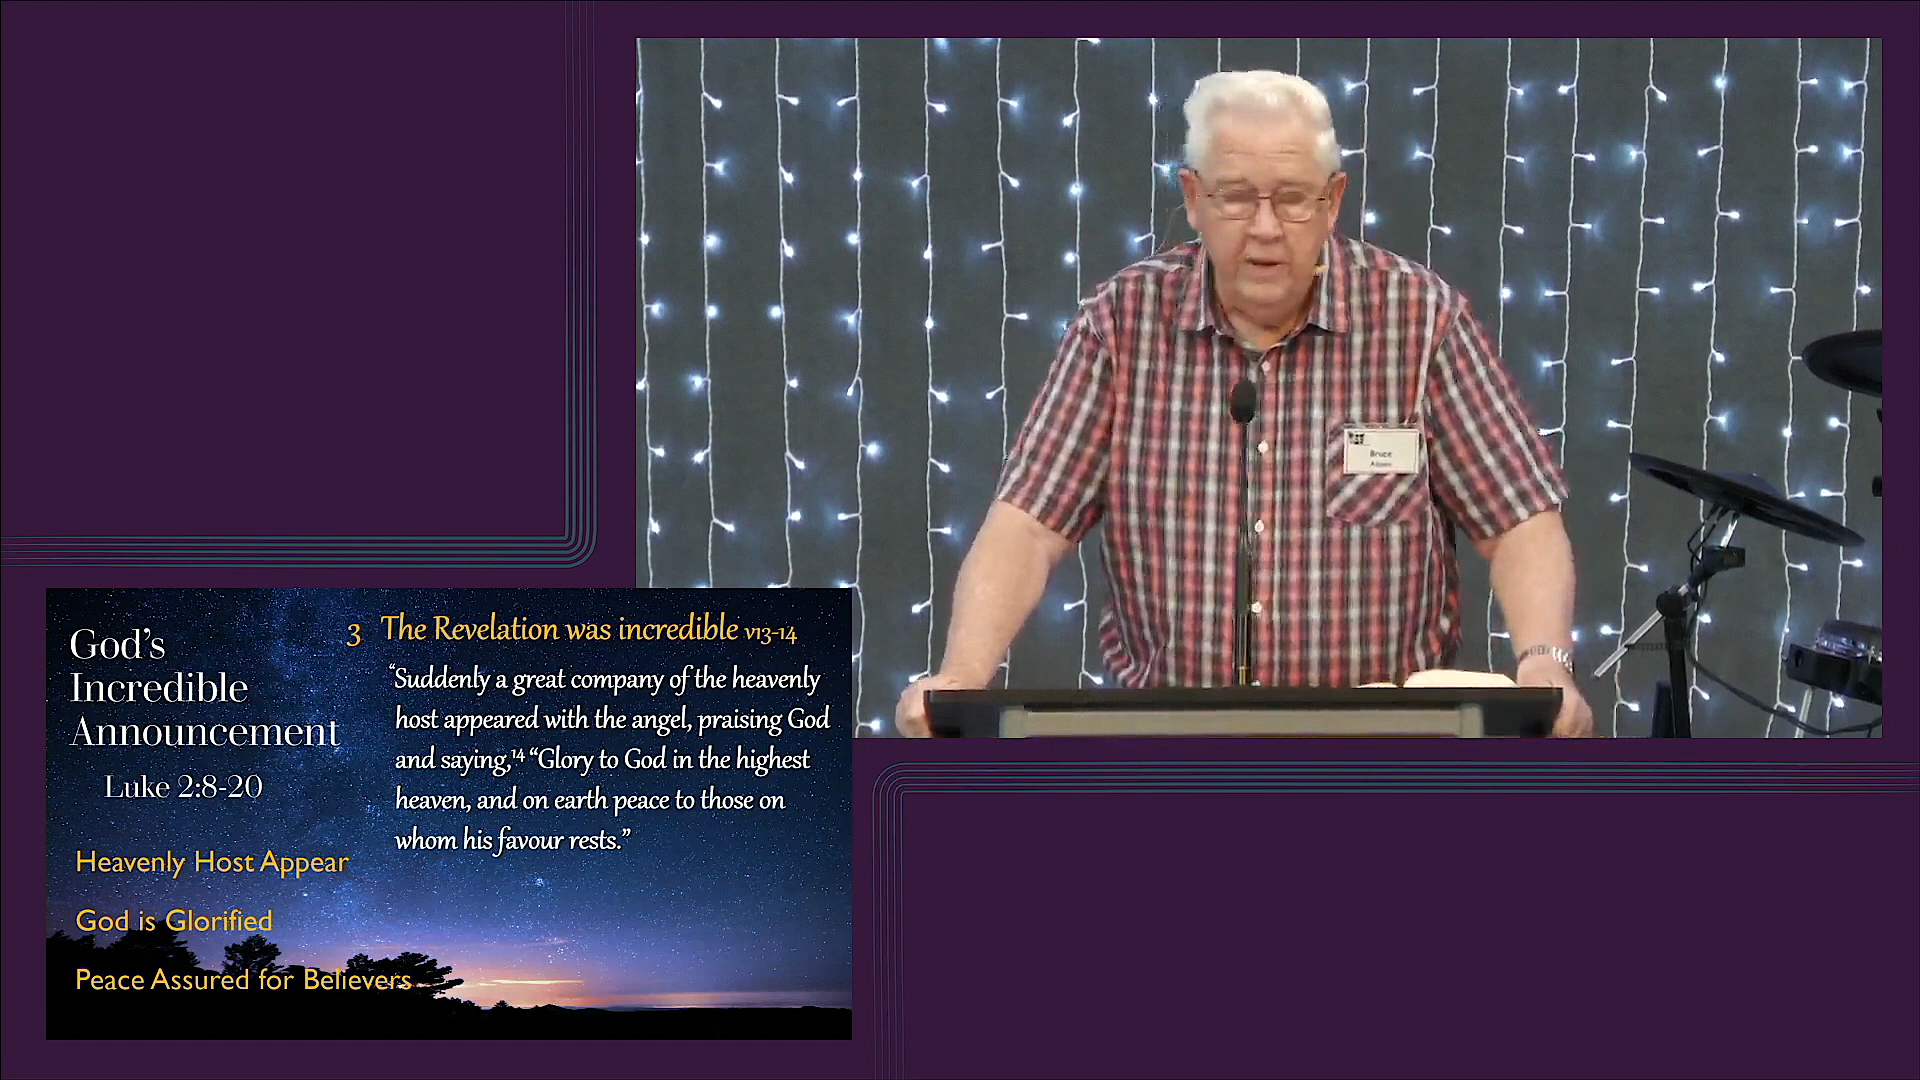 God's
Incredible
Announcement
Luke 2:8-20
Heavenly Host Appear
God is Glorified
Peace Assured for Believers
3 The Revelation was incredible v13-14
“Suddenly a great company of the heavenly
host appeared with the angel, praising God
and saying,¹⁴ “Glory to God in the highest
heaven, and on earth peace to those on
whom his favour rests.”
Bruce